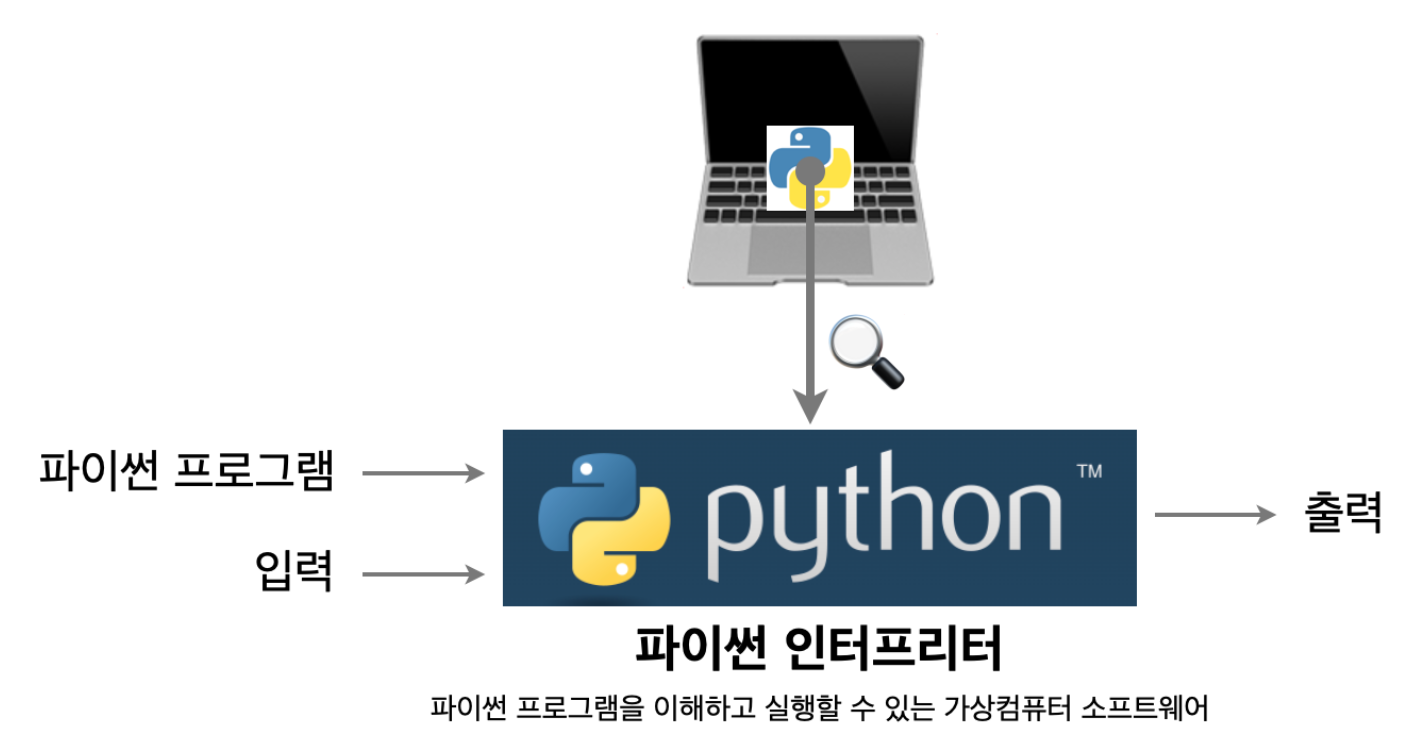 파이썬 프로그램
python™
출력
입력
파이썬 인터프리터
파이썬 프로그램을 이해하고 실행할 수 있는 가상컴퓨터 소프트웨어